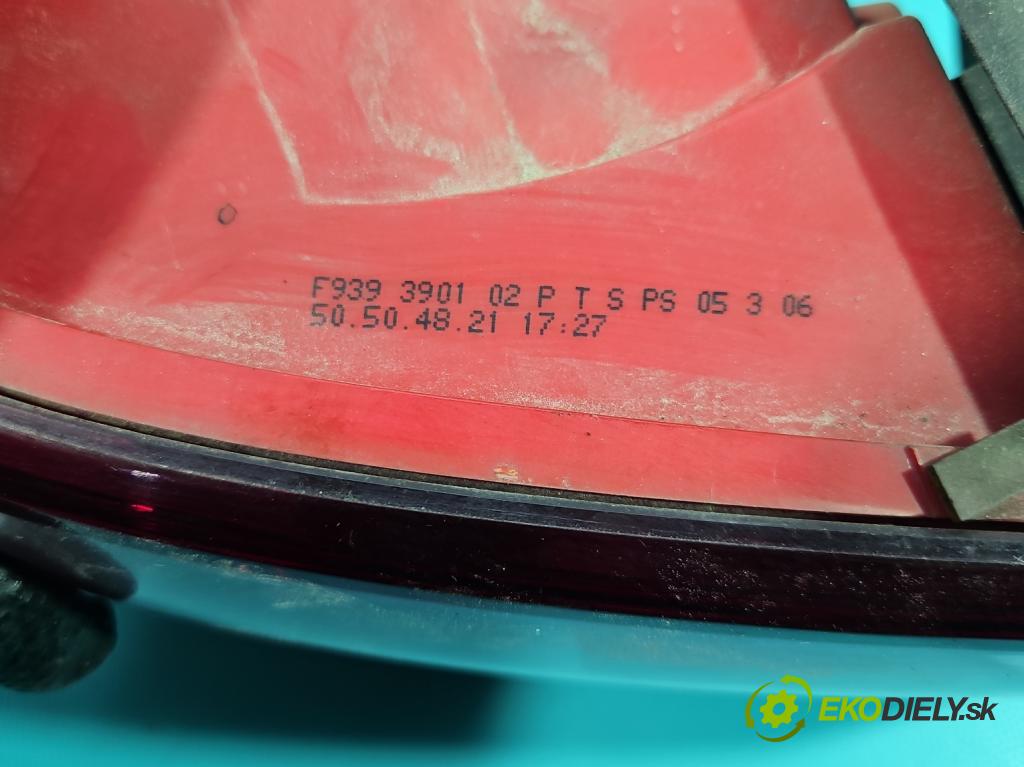 F939 3901 02 P T S PS 05 3 06
50.50.48.21 17:27
EKODIELY.sk